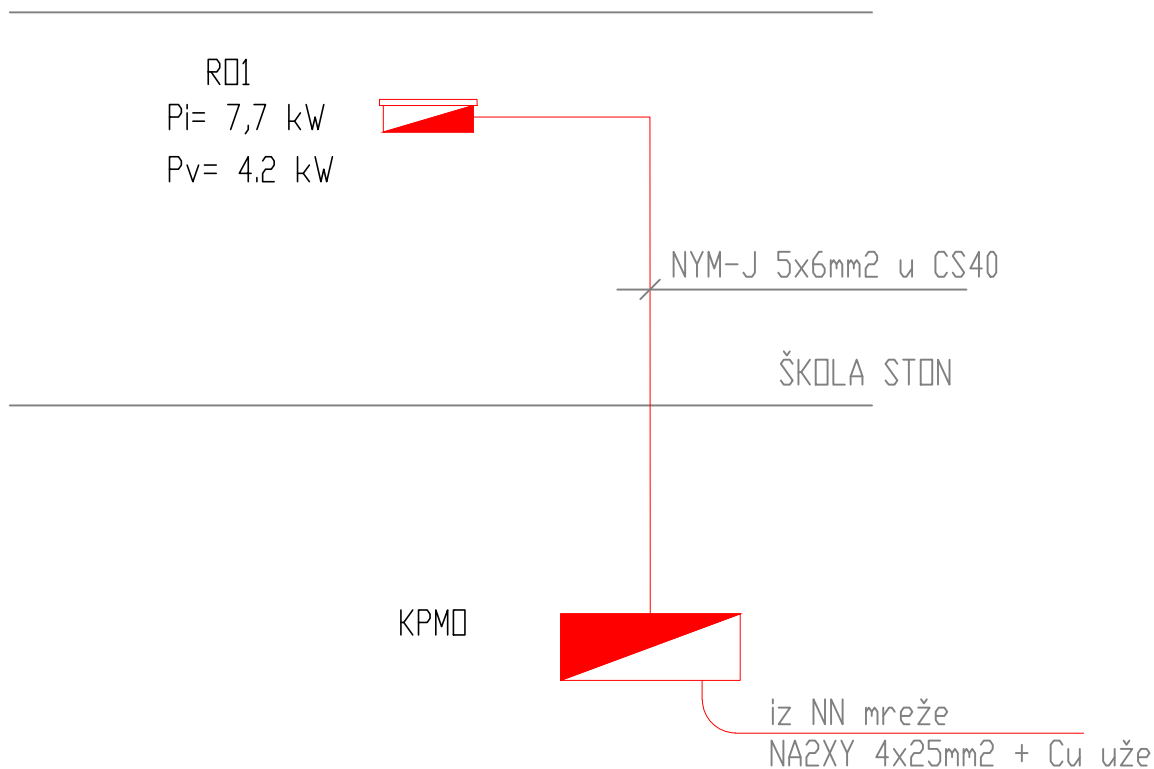 RO1
Pi= 7,7 kW
Pv= 4.2 kW
NYM-J 5x6mm2 u CS40
ŠKOLA STON
KPMO
iz NN mreže
NA2XY 4x25mm2 + Cu uže